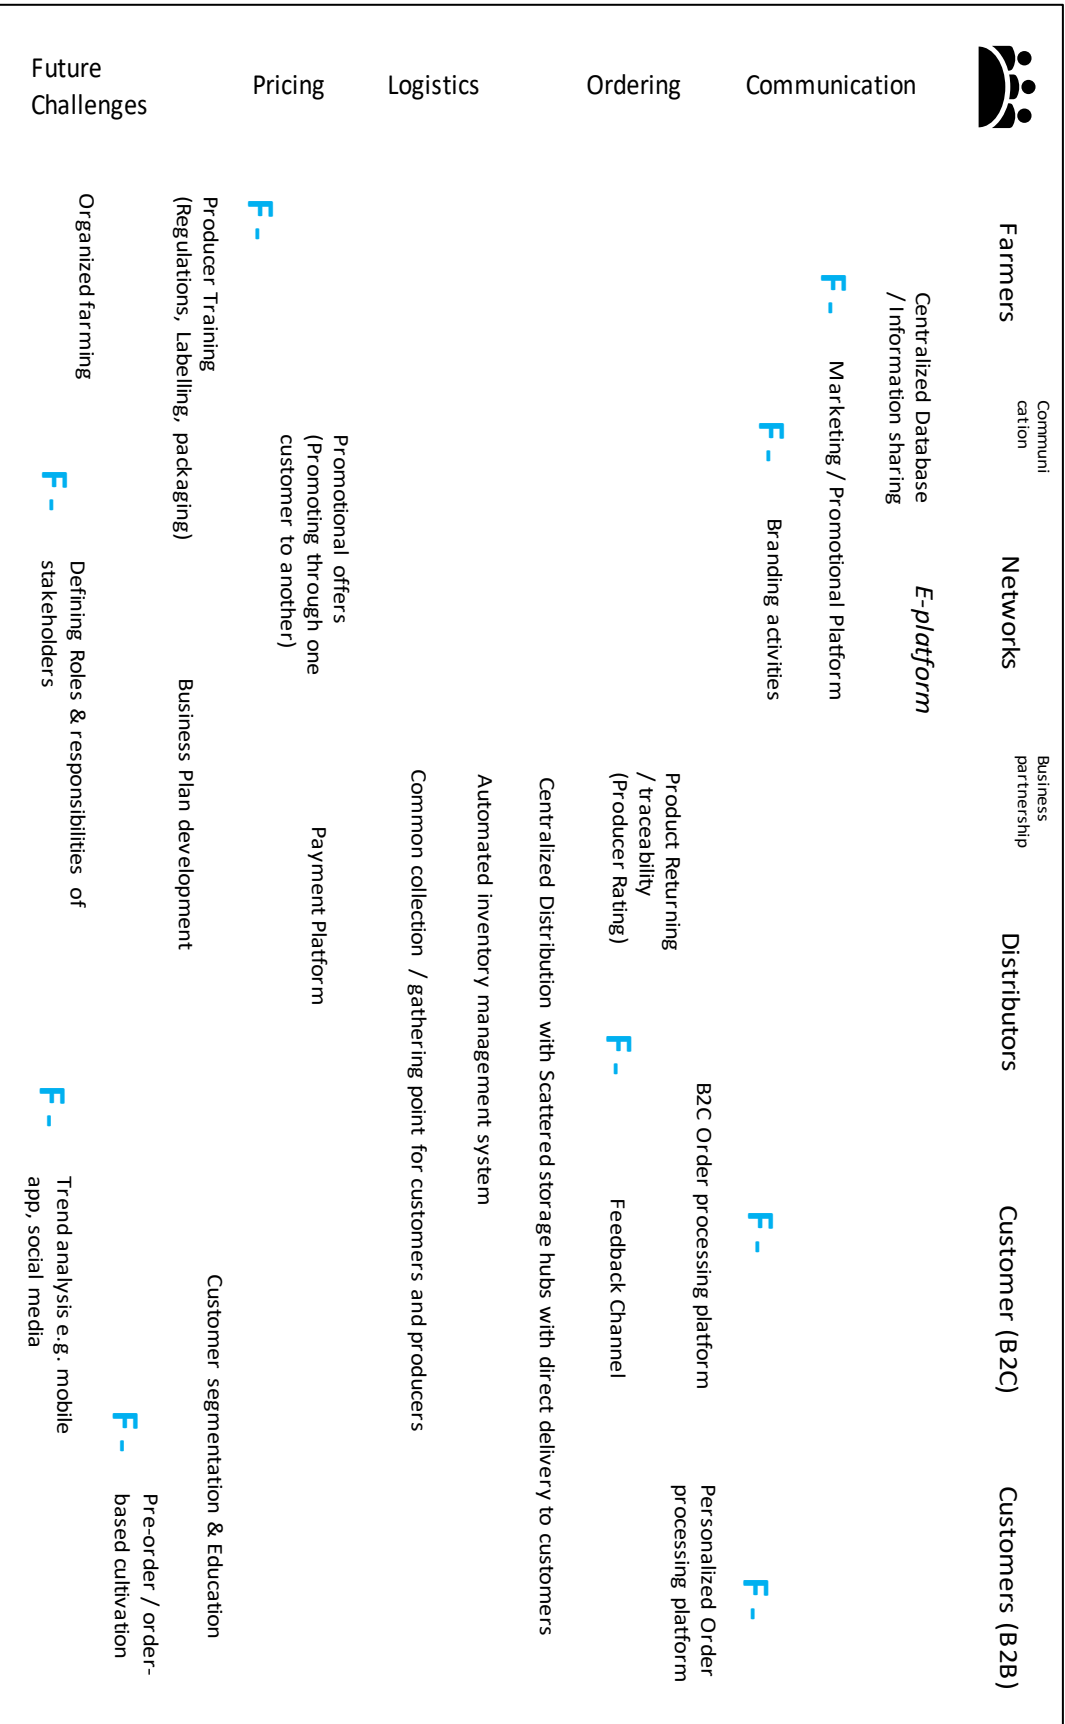 Farmers
Communi
cation
Networks
Business
partnership
Distributors
Customer (B2C)
Customers (B2B)
Communication
Centralized Database
/ Information sharing
E-platform
F -
Marketing / Promotional Platform
F -
Branding activities
F -
F -
Ordering
B2C Order processing platform
Personalized Order
processing platform
Product Returning
/ traceability
(Producer Rating)
F -
Feedback Channel
Logistics
Centralized Distribution with Scattered storage hubs with direct delivery to customers
Automated inventory management system
Common collection / gathering point for customers and producers
Pricing
F -
Promotional offers
(Promoting through one
customer to another)
Payment Platform
Future
Challenges
Producer Training
(Regulations, Labelling, packaging)
Business Plan development
Customer segmentation & Education
F -
Pre-order / order-
based cultivation
Organized farming
F -
Defining Roles & responsibilities of
stakeholders
F -
Trend analysis e.g. mobile
app, social media